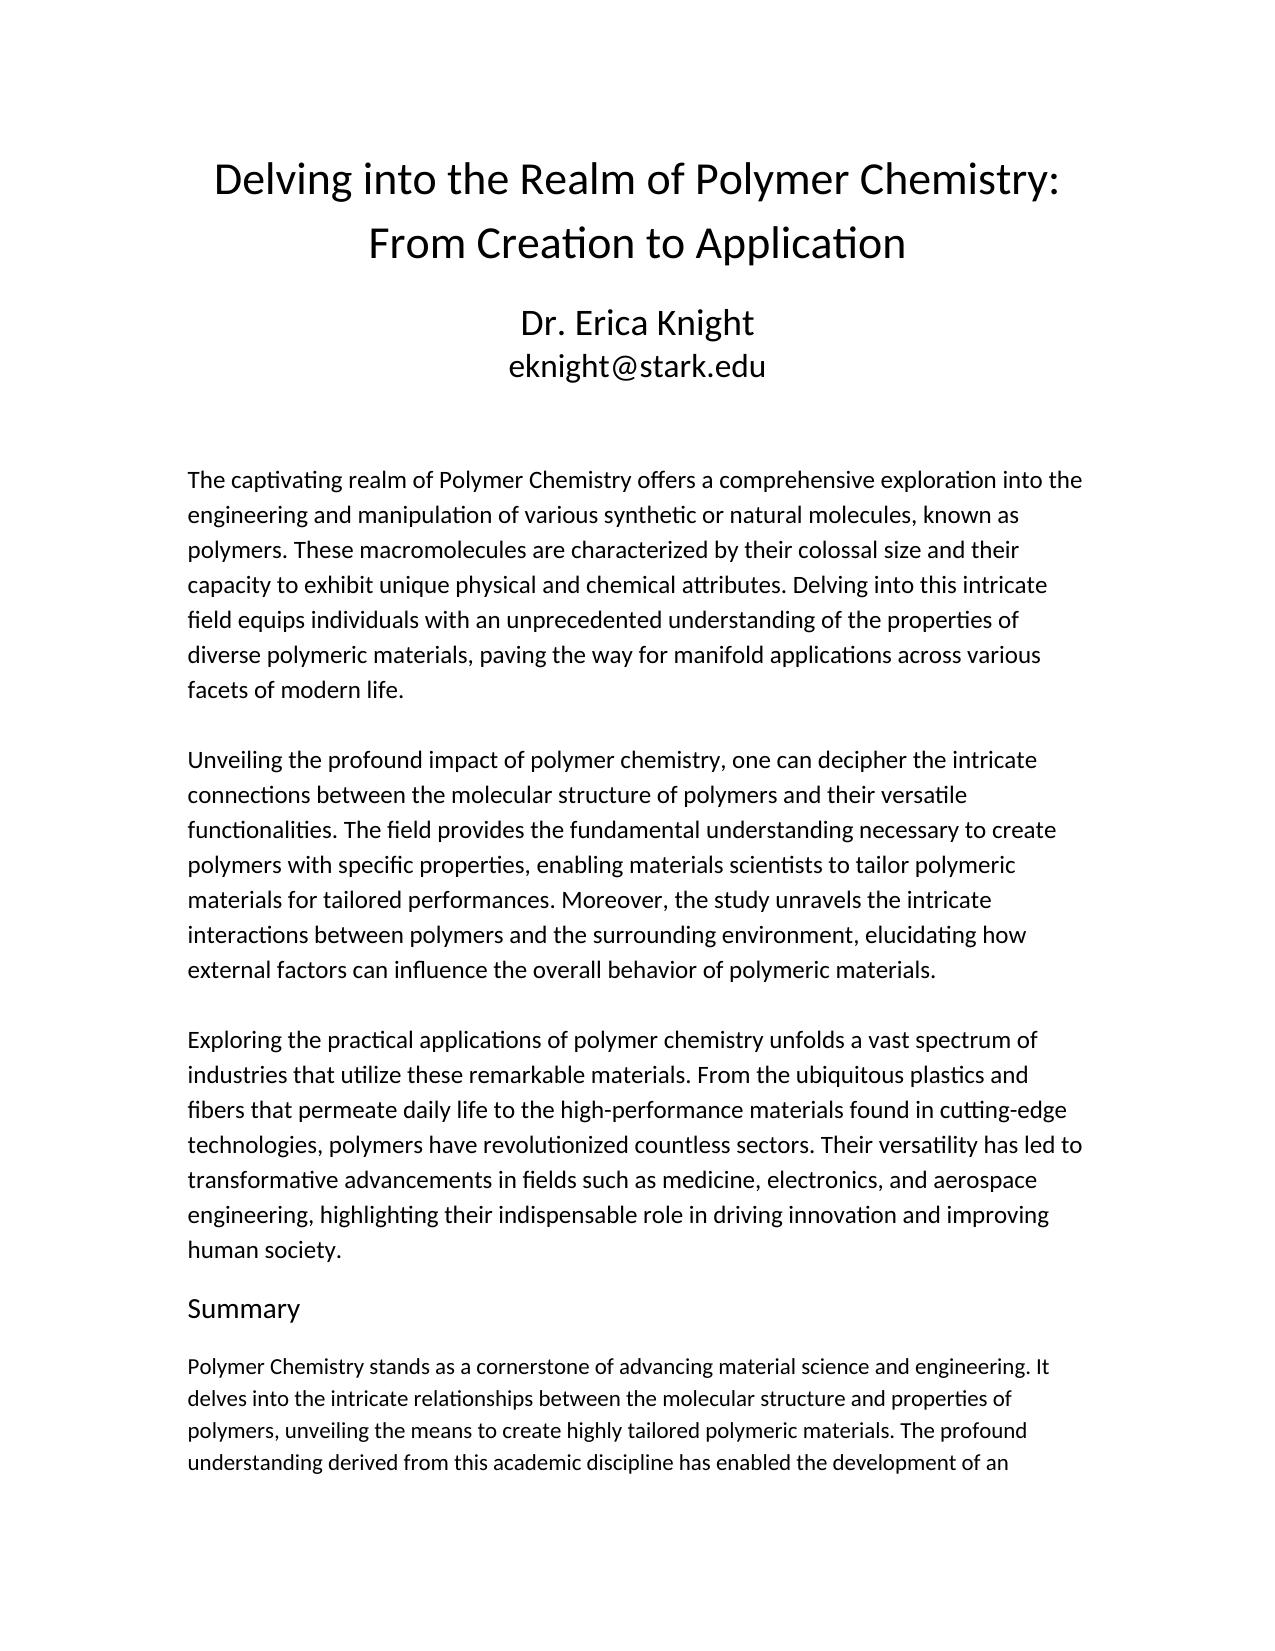 Delving into the Realm of Polymer Chemistry:
From Creation to Application
Dr. Erica Knight
eknight@stark.edu
The captivating realm of Polymer Chemistry offers a comprehensive exploration into the
engineering and manipulation of various synthetic or natural molecules, known as
polymers. These macromolecules are characterized by their colossal size and their
capacity to exhibit unique physical and chemical attributes. Delving into this intricate
field equips individuals with an unprecedented understanding of the properties of
diverse polymeric materials, paving the way for manifold applications across various
facets of modern life.
Unveiling the profound impact of polymer chemistry, one can decipher the intricate
connections between the molecular structure of polymers and their versatile
functionalities. The field provides the fundamental understanding necessary to create
polymers with specific properties, enabling materials scientists to tailor polymeric
materials for tailored performances. Moreover, the study unravels the intricate
interactions between polymers and the surrounding environment, elucidating how
external factors can influence the overall behavior of polymeric materials.
Exploring the practical applications of polymer chemistry unfolds a vast spectrum of
industries that utilize these remarkable materials. From the ubiquitous plastics and
fibers that permeate daily life to the high-performance materials found in cutting-edge
technologies, polymers have revolutionized countless sectors. Their versatility has led to
transformative advancements in fields such as medicine, electronics, and aerospace
engineering, highlighting their indispensable role in driving innovation and improving
human society.
Summary
Polymer Chemistry stands as a cornerstone of advancing material science and engineering. It
delves into the intricate relationships between the molecular structure and properties of
polymers, unveiling the means to create highly tailored polymeric materials. The profound
understanding derived from this academic discipline has enabled the development of an